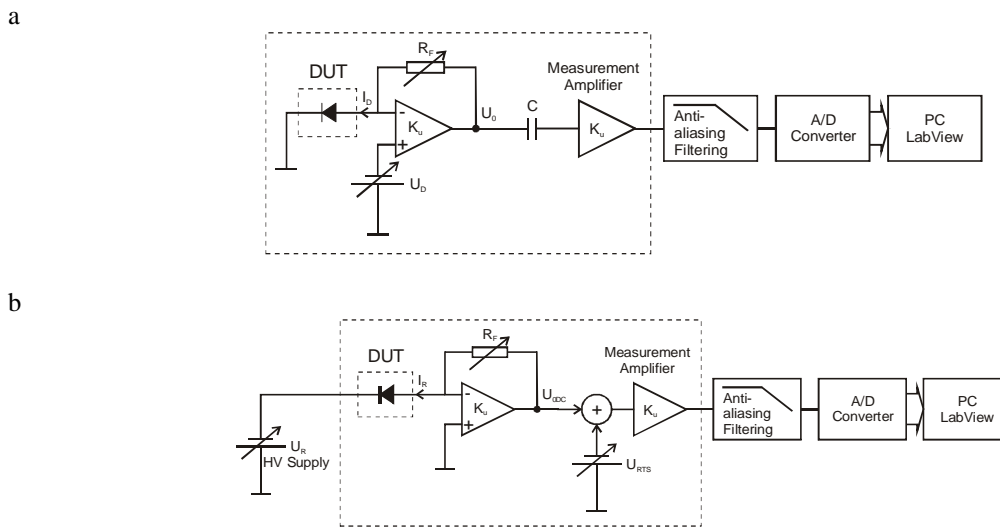 a
DUT
I_D
R_F
-
K_u
+
U_0
C
U_D
Measurement
Amplifier
K_u
Anti-
aliasing
Filtering
A/D
Converter
PC
LabView
b
DUT
I_R
R_F
-
K_u
+
U_0DC
+
U_RTS
U_R
HV Supply
Measurement
Amplifier
K_u
Anti-
aliasing
Filtering
A/D
Converter
PC
LabView